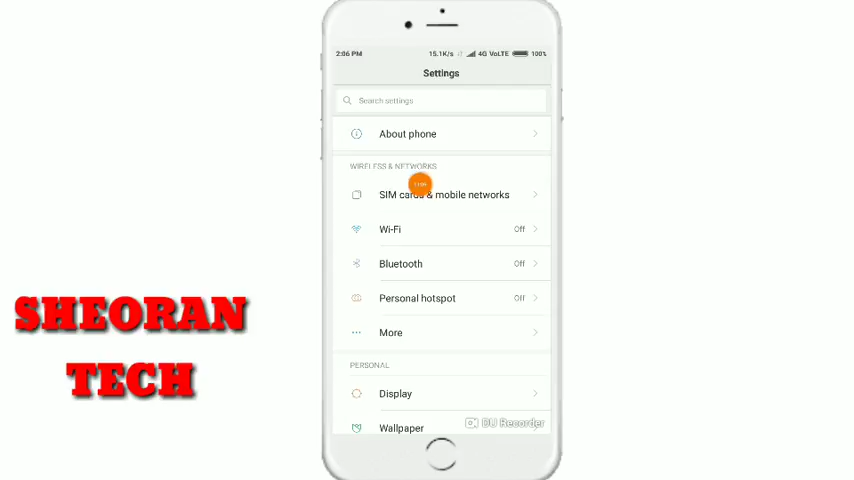 2:06 PM
15.1K/s 4G VoLTE 100%
Settings
Search settings
About phone
WIRELESS & NETWORKS
SIM cards & mobile networks
Wi-Fi Off
Bluetooth Off
Personal hotspot Off
More
PERSONAL
Display
Wallpaper
DU Recorder
SHEORAN
TECH